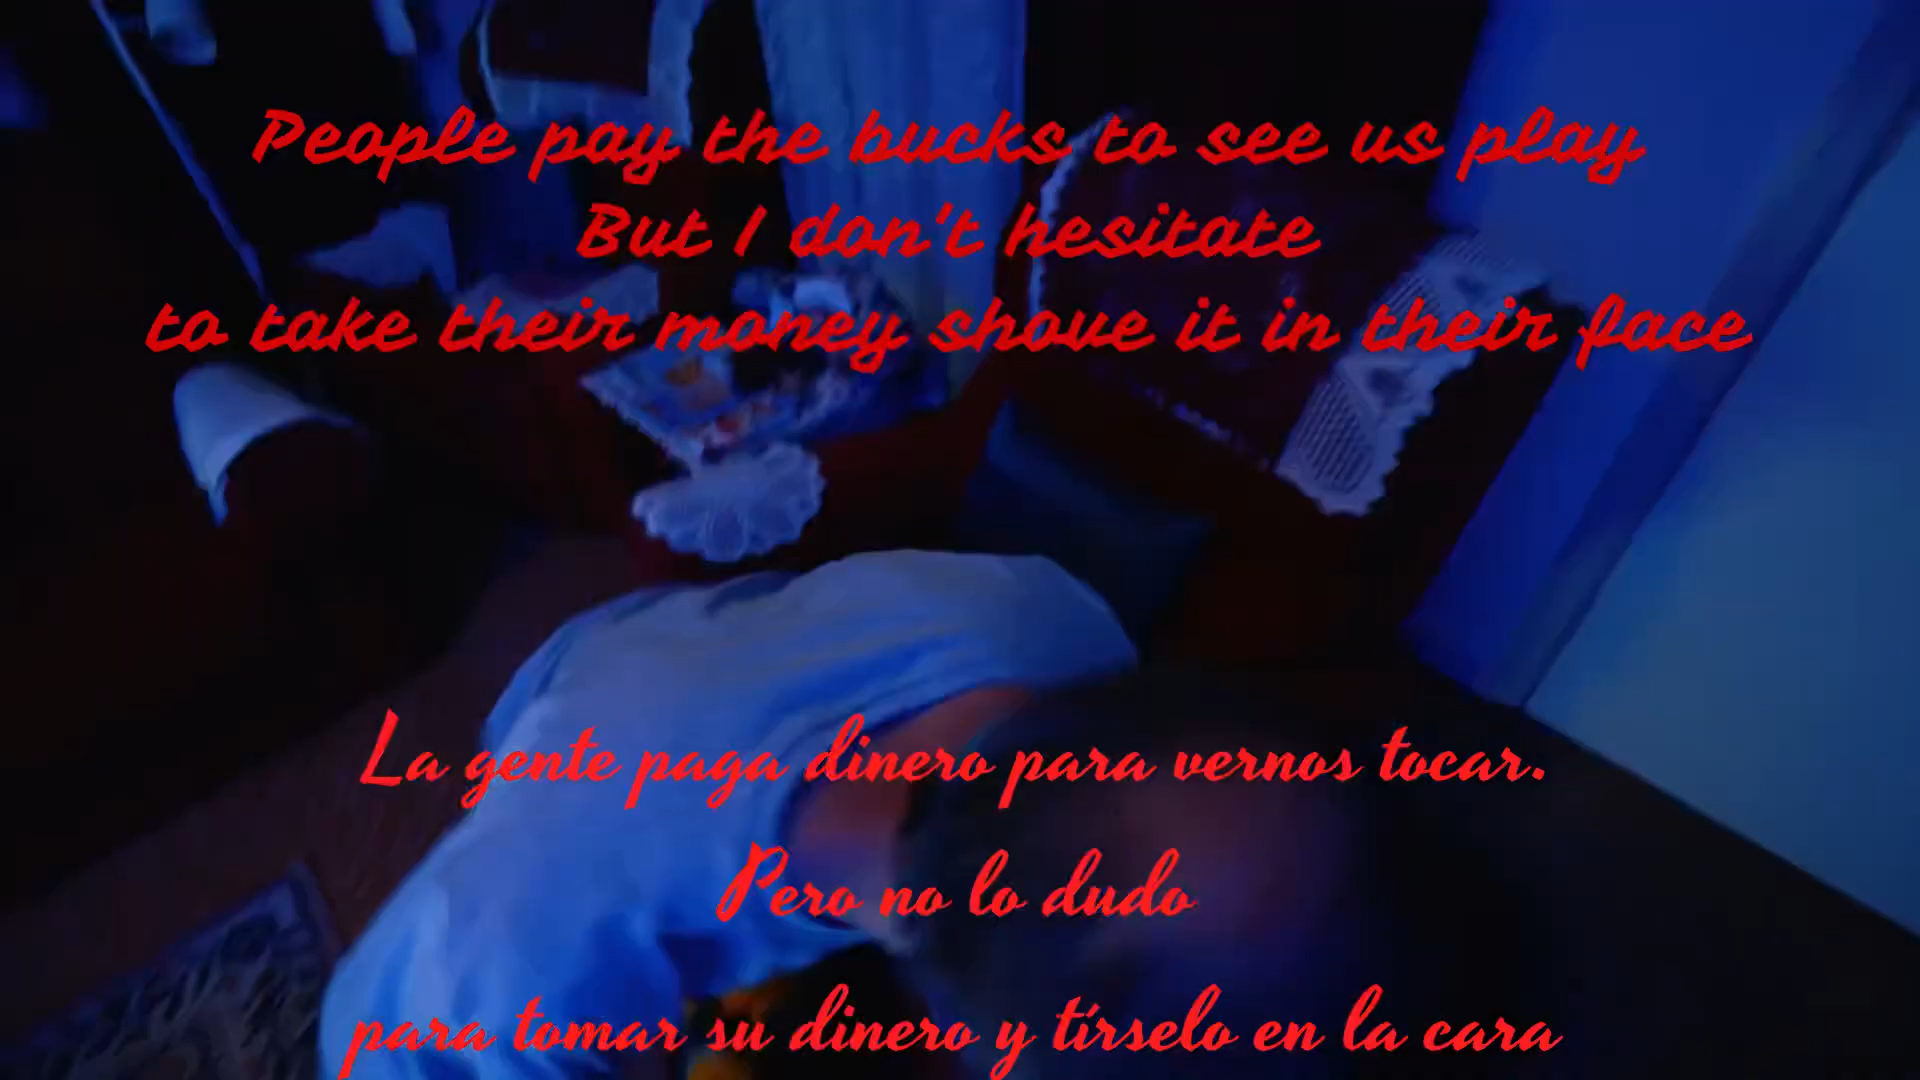 People pay the bucks to see us play
But I don't hesitate
to take their money shove it in their face
La gente paga dinero para vernos tocar.
Pero no lo dudo
para tomar su dinero y tírselo en la cara